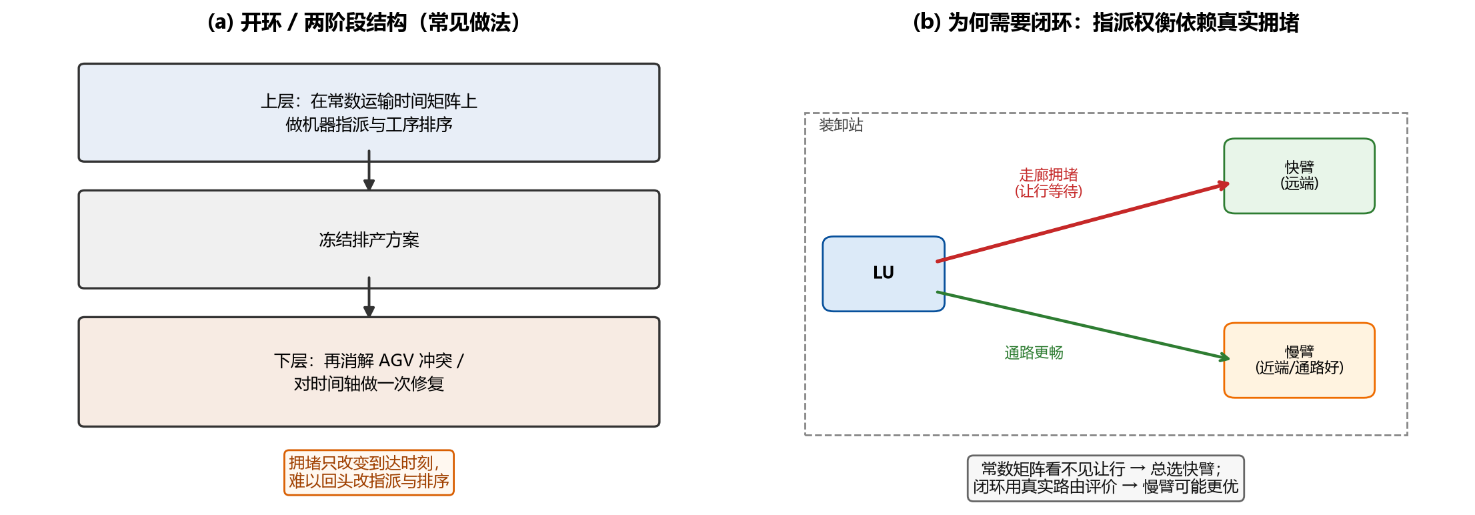 (a) 开环 / 两阶段结构（常见做法）
上层：在常数运输时间矩阵上
做机器指派与工序排序
冻结排产方案
下层：再消解 AGV 冲突 /
对时间轴做一次修复
拥堵只改变到达时刻，
难以回头改指派与排序
(b) 为何需要闭环：指派权衡依赖真实拥堵
装卸站
走廊拥堵
(让行等待)
快臂
(远端)
LU
通路更畅
慢臂
(近端/通路好)
常数矩阵看不见让行 → 总选快臂；
闭环用真实路由评价 → 慢臂可能更优